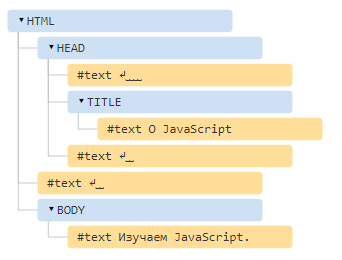 ▾ HTML
▾ HEAD
#text ↵␣␣␣␣
▾ TITLE
#text О JavaScript
#text ↵␣␣
#text ↵␣␣
▾ BODY
#text Изучаем JavaScript.